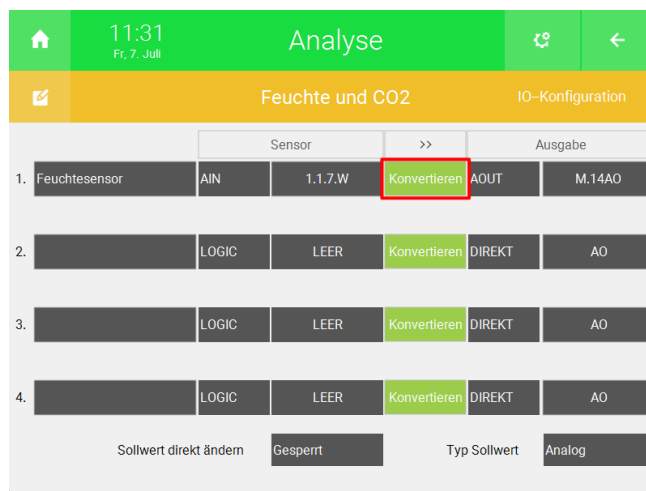 11:31
Fr, 7. Juli
Analyse
Feuchte und CO2
IO-Konfiguration
Sensor >> Ausgabe
1. Feuchtesensor AIN 1.1.7.W Konvertieren AOUT M.14AO
2. LOGIC LEER Konvertieren DIREKT AO
3. LOGIC LEER Konvertieren DIREKT AO
4. LOGIC LEER Konvertieren DIREKT AO
Sollwert direkt ändern Gesperrt Typ Sollwert Analog